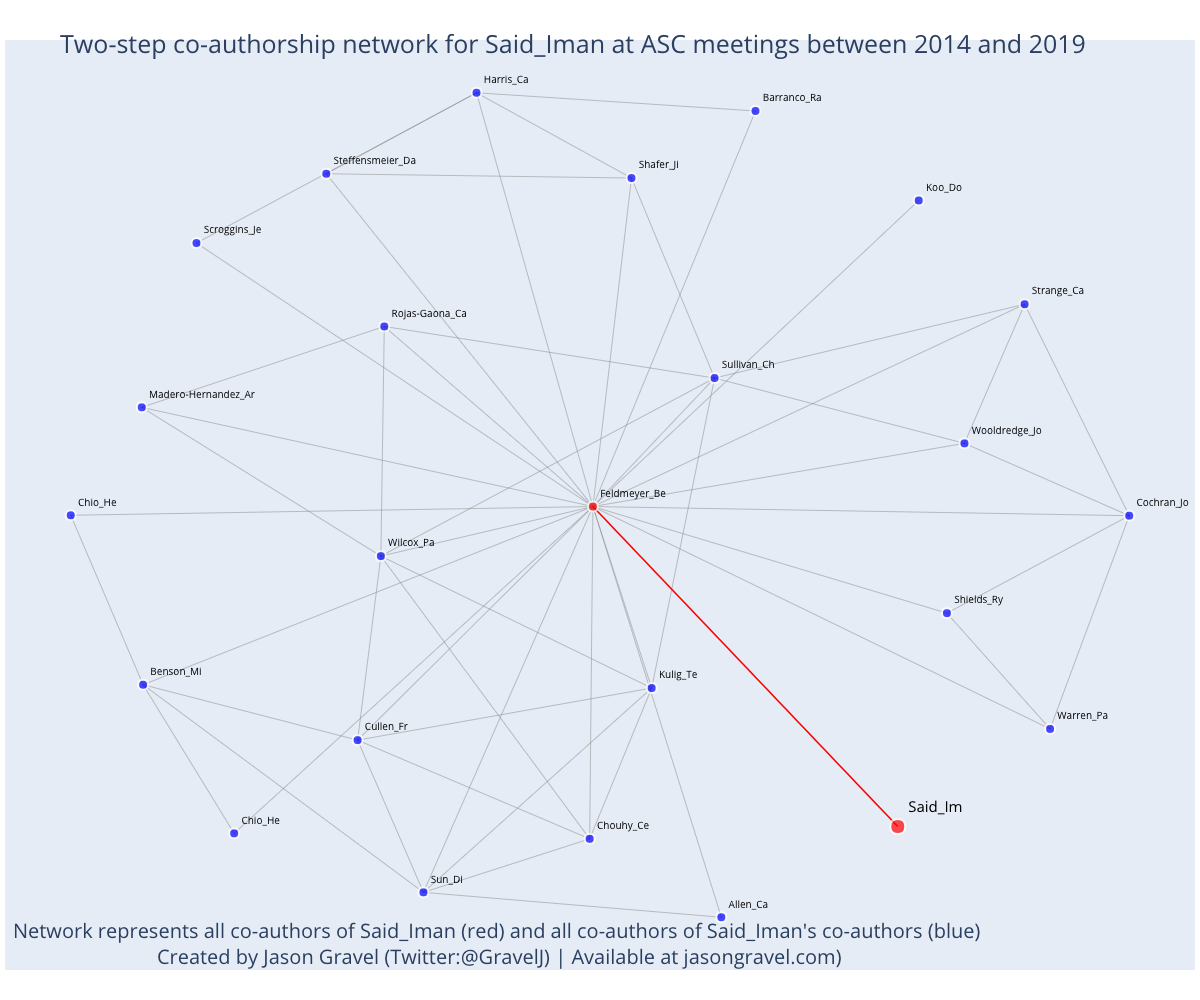 Two-step co-authorship network for Said_Iman at ASC meetings between 2014 and 2019
Harris_Ca
Barranco_Ra
Steffensmeier_Da
Shafer_Ji
Koo_Do
Scroggins_Je
Strange_Ca
Rojas-Gaona_Ca
Sullivan_Ch
Madero-Hernandez_Ar
Wooldredge_Jo
Feldmeyer_Be
Chio_He
Cochran_Jo
Wilcox_Pa
Shields_Ry
Benson_Mi
Kulig_Te
Warren_Pa
Cullen_Fr
Said_Im
Chio_He
Chouhy_Ce
Sun_Di
Allen_Ca
Network represents all co-authors of Said_Iman (red) and all co-authors of Said_Iman's co-authors (blue)
Created by Jason Gravel (Twitter:@GravelJ) | Available at jasongravel.com)